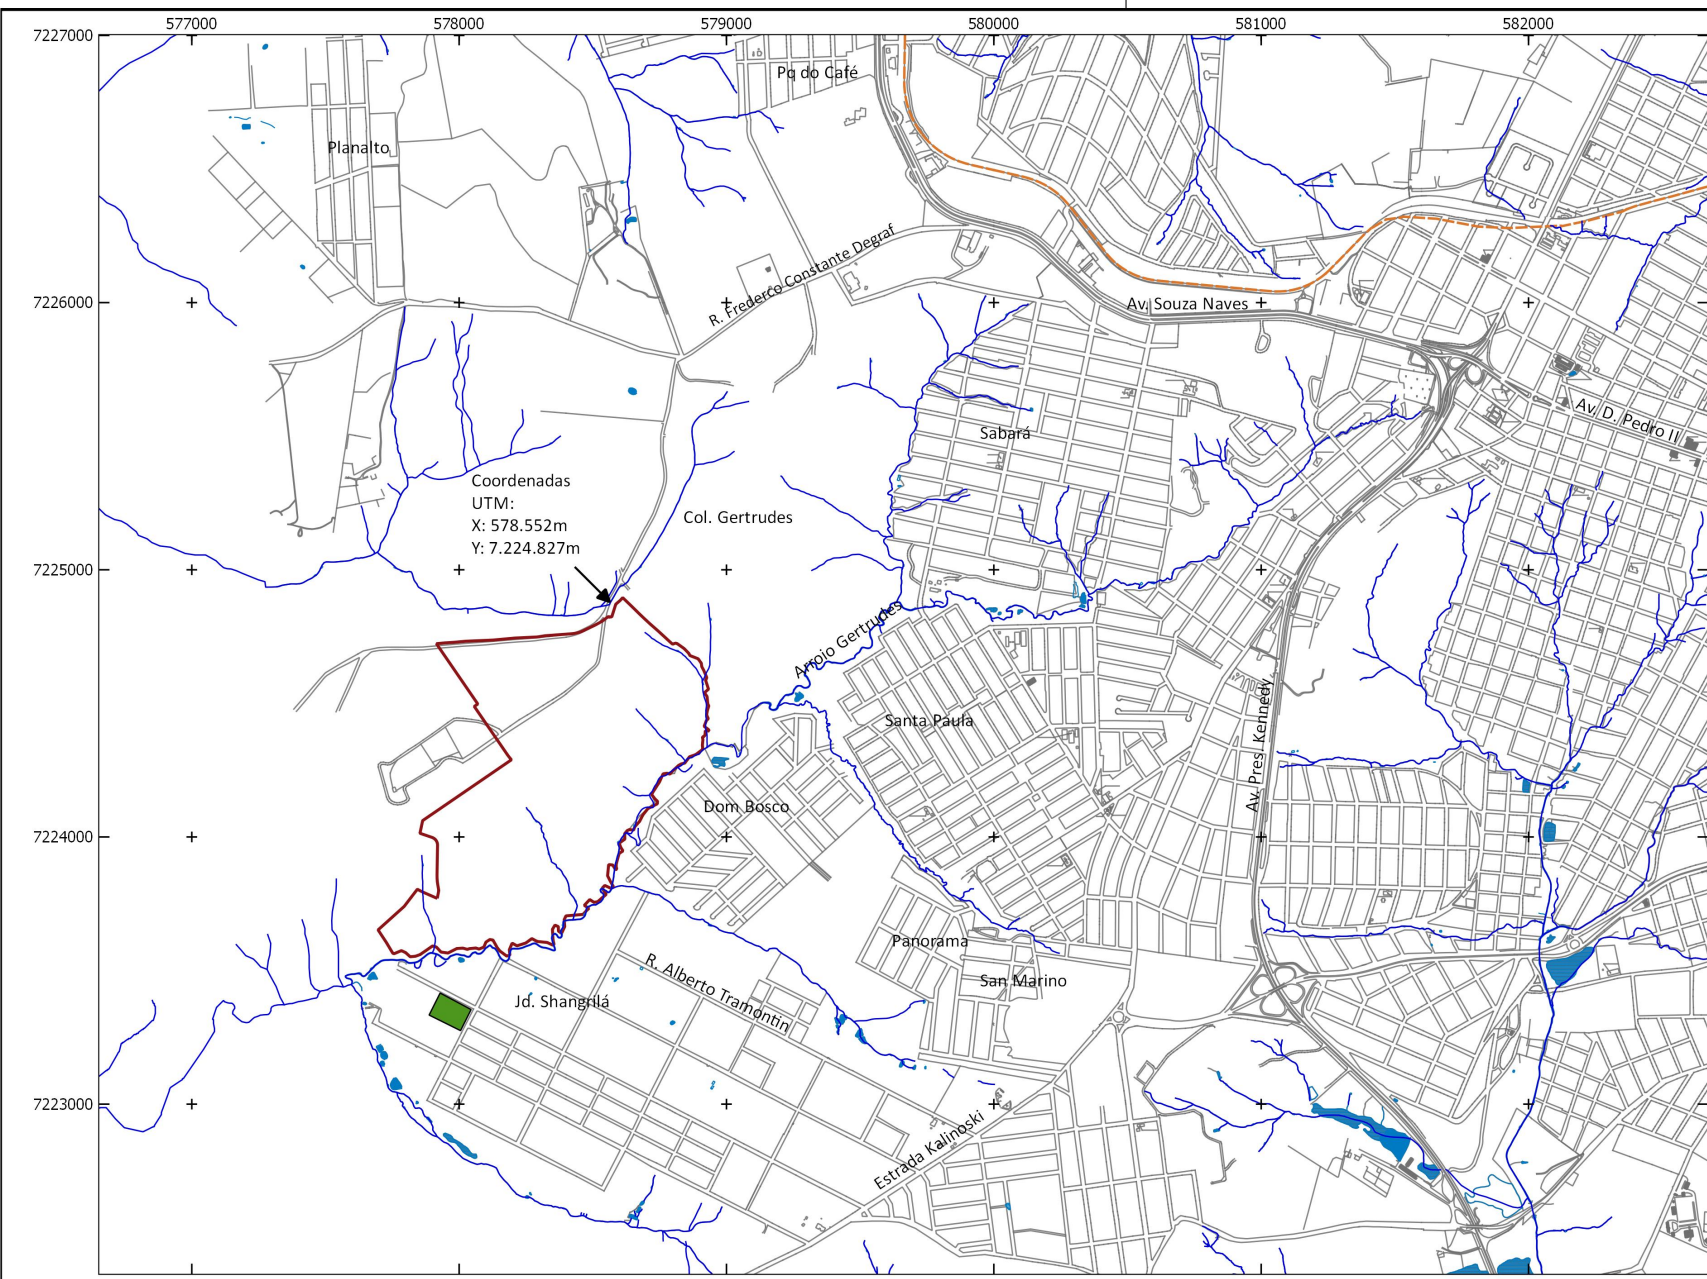 577000
578000
579000
580000
581000
582000
7227000
Pq do Café
Planalto
R. Frederco Constante Degraf
7226000
Av. Souza Naves
Av. D. Pedro II
Sabará
Coordenadas
UTM:
X: 578.552m
Y: 7.224.827m
Col. Gertrudes
7225000
Arroio Gertrudes
Santa Paula
Av. Pres. Kennedy
Dom Bosco
7224000
Panorama
San Marino
R. Alberto Tramontin
Jd. Shangrilá
7223000
Estrada Kalinoski